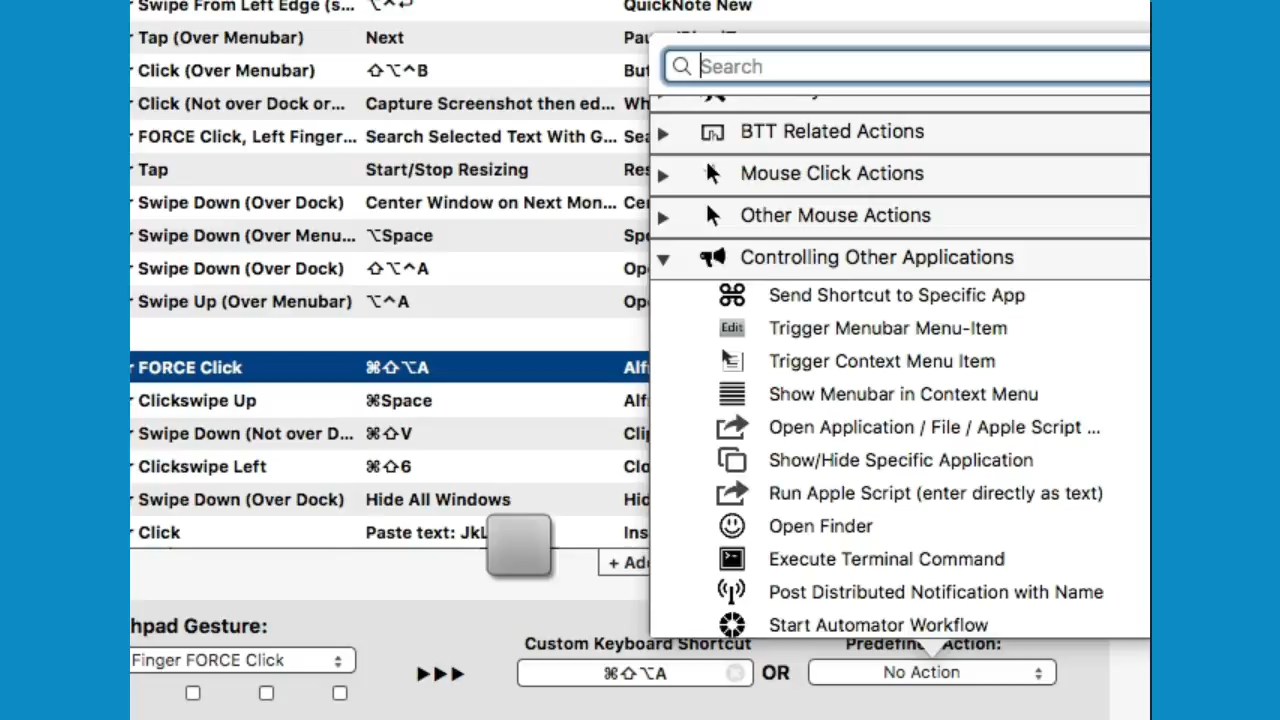 Swipe From Left Edge (s... ⌥^↩ QuickNote New
Tap (Over Menubar) Next
Click (Over Menubar) ⇧⌥^B
Click (Not over Dock or... Capture Screenshot then ed...
FORCE Click, Left Finger... Search Selected Text With G...
Tap Start/Stop Resizing
Swipe Down (Over Dock) Center Window on Next Mon...
Swipe Down (Over Menu... ⌥Space
Swipe Down (Over Dock) ⇧⌥^A
Swipe Up (Over Menubar) ⌥^A
FORCE Click ⌘⇧⌥A
Clickswipe Up ⌘Space
Swipe Down (Not over D... ⌘⇧V
Clickswipe Left ⌘⇧6
Swipe Down (Over Dock) Hide All Windows
Click Paste text:
Search
BTT Related Actions
Mouse Click Actions
Other Mouse Actions
Controlling Other Applications
Send Shortcut to Specific App
Edit Trigger Menubar Menu-Item
Trigger Context Menu Item
Show Menubar in Context Menu
Open Application / File / Apple Script ...
Show/Hide Specific Application
Run Apple Script (enter directly as text)
Open Finder
Execute Terminal Command
Post Distributed Notification with Name
Start Automator Workflow
hpad Gesture:
Finger FORCE Click
Custom Keyboard Shortcut
⌘⇧⌥A
OR
Predefined Action:
No Action